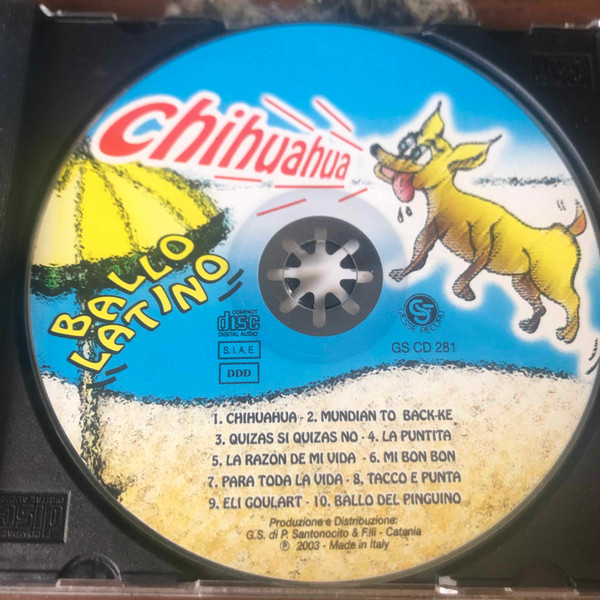 Chihuahua
BALLO
LATINO
COMPACT
disc
DIGITAL AUDIO
S. I. A. E.
DDD
GS
GS CD 281
1. CHIHUAHUA - 2. MUNDIAN TO BACK-KE
3. QUIZAS SI QUIZAS NO - 4. LA PUNTITA
5, LA RAZON DE MI VIDA - 6. MI BON BON
7. PARA TODA LA VIDA - 8, TACCO E PUNTA
9. ELI GOULART - 10. BALLO DEL PINGUINO
Produzione e Distribuzione:
G.S. di P. Santonocito & F.lli - Catania
℗ 2003 - Made in Italy